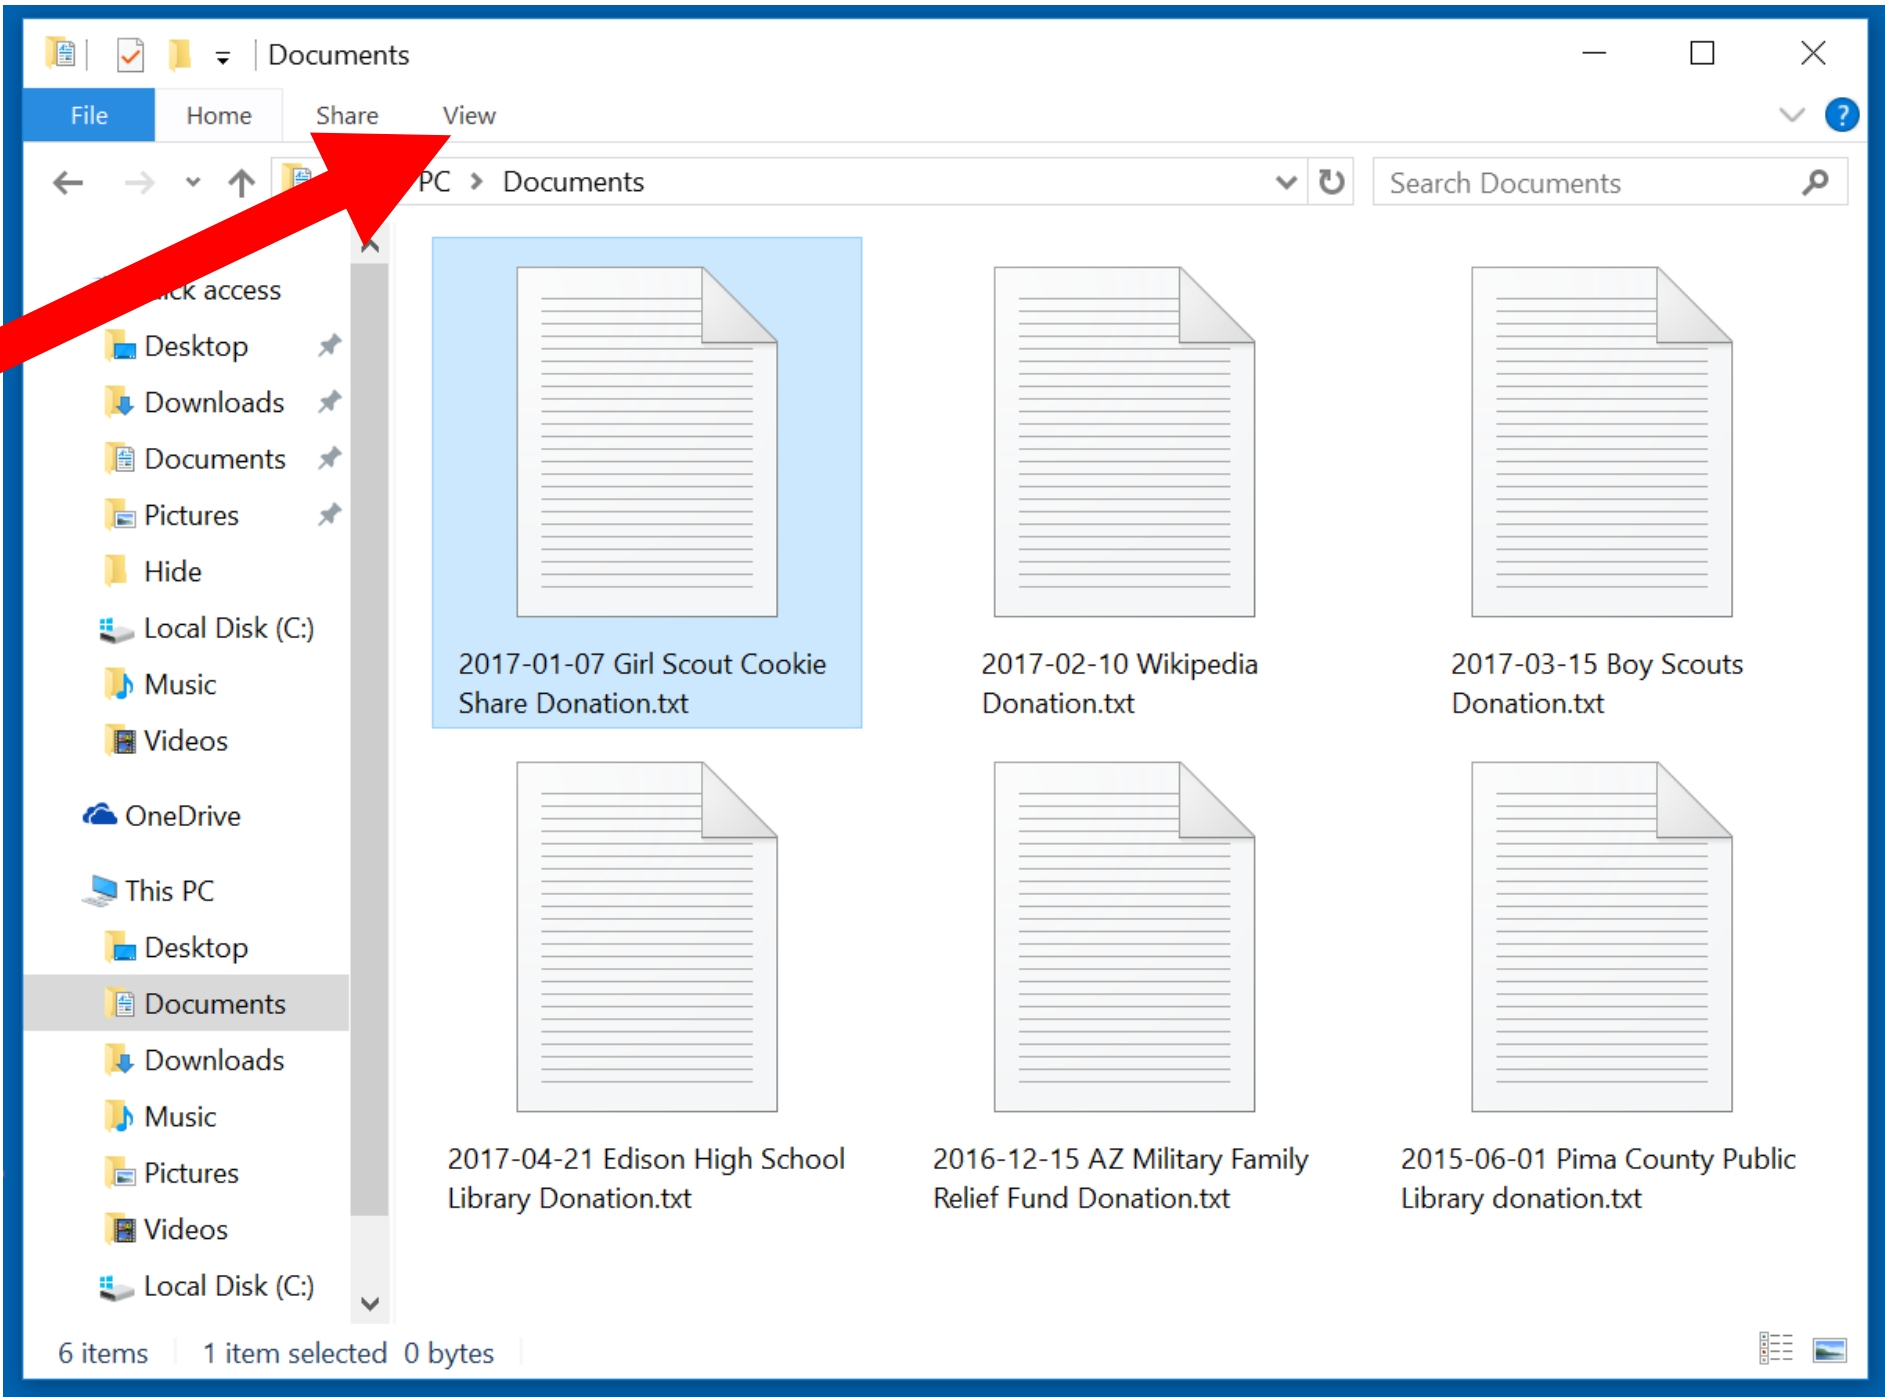 Documents
File Home Share View
?
PC > Documents
Search Documents
ck access
Desktop
Downloads
Documents
Pictures
Hide
Local Disk (C:)
Music
Videos
OneDrive
This PC
Desktop
Documents
Downloads
Music
Pictures
Videos
Local Disk (C:)
2017-01-07 Girl Scout Cookie
Share Donation.txt
2017-02-10 Wikipedia
Donation.txt
2017-03-15 Boy Scouts
Donation.txt
2017-04-21 Edison High School
Library Donation.txt
2016-12-15 AZ Military Family
Relief Fund Donation.txt
2015-06-01 Pima County Public
Library donation.txt
6 items 1 item selected 0 bytes